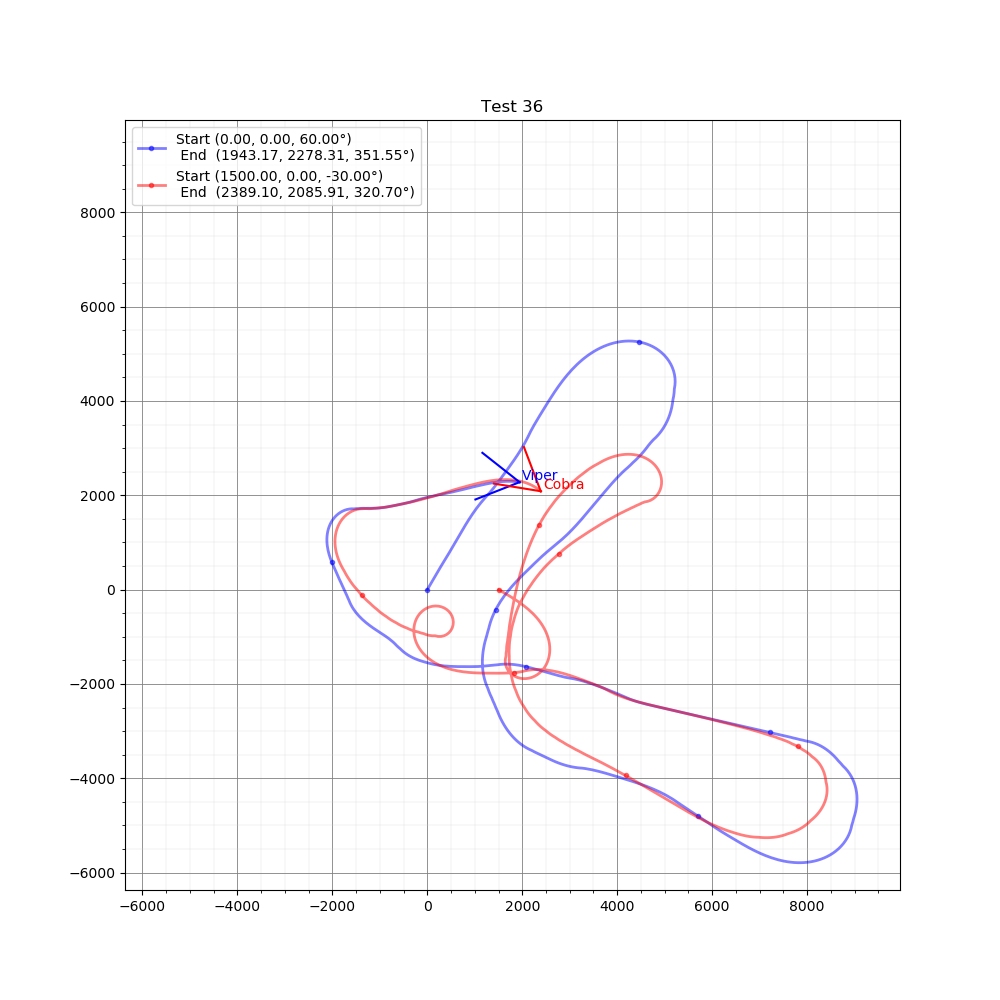 Test 36
Start (0.00, 0.00, 60.00°)
End (1943.17, 2278.31, 351.55°)
Start (1500.00, 0.00, -30.00°)
End (2389.10, 2085.91, 320.70°)
8000
6000
4000
2000
0
−2000
−4000
−6000
Viper
Cobra
−6000 −4000 −2000 0 2000 4000 6000 8000